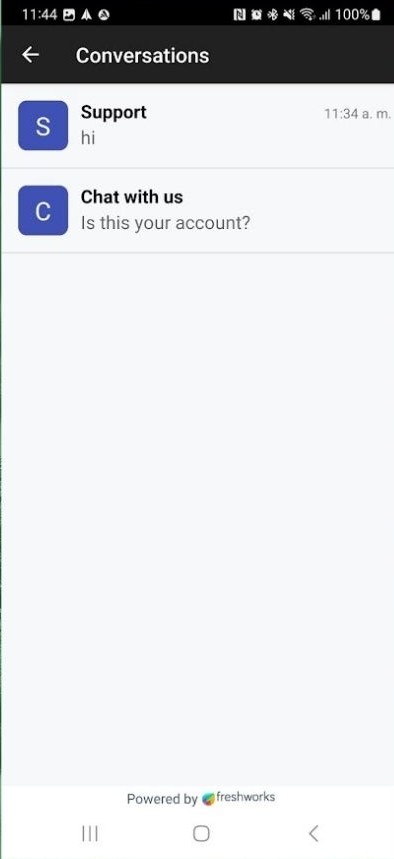 11:44 100%
Conversations
S
Support
11:34 a. m.
hi
C
Chat with us
Is this your account?
Powered by freshworks